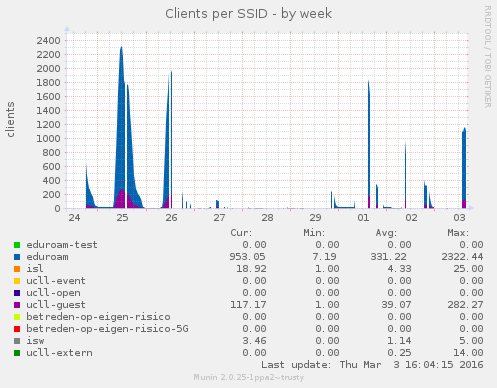 Clients per SSID - by week
RRDTOOL / TOBI OETIKER
clients
2400
2200
2000
1800
1600
1400
1200
1000
800
600
400
200
0
24 25 26 27 28 29 01 02 03
Cur: Min: Avg: Max:
eduroam-test 0.00 0.00 0.00 0.00
eduroam 953.05 7.19 331.22 2322.44
isl 18.92 1.00 4.33 25.00
ucll-event 0.00 0.00 0.00 0.00
ucll-open 0.00 0.00 0.00 0.00
ucll-guest 117.17 1.00 39.07 282.27
betreden-op-eigen-risico 0.00 0.00 0.00 0.00
betreden-op-eigen-risico-5G 0.00 0.00 0.00 0.00
isw 3.46 0.00 1.14 5.00
ucll-extern 0.00 0.00 0.25 14.00
Last update: Thu Mar 3 16:04:15 2016
Munin 2.0.25-1ppa2~trusty